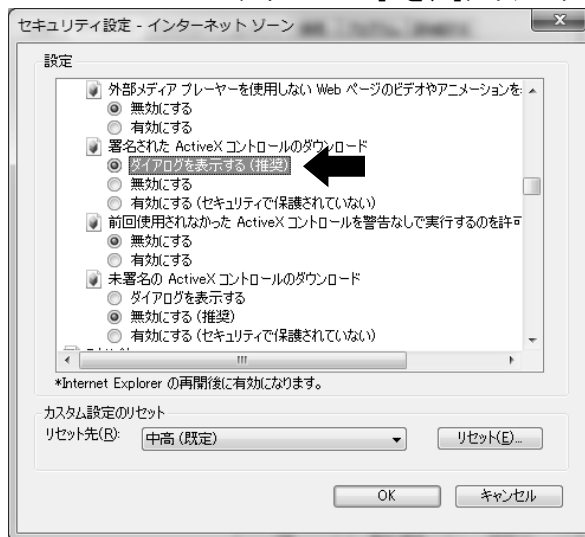 セキュリティ設定 - インターネット ゾーン
設定
外部メディア プレーヤーを使用しない Web ページのビデオやアニメーションを
無効にする
有効にする
署名された ActiveX コントロールのダウンロード
ダイアログを表示する (推奨)
無効にする
有効にする (セキュリティで保護されていない)
前回使用されなかった ActiveX コントロールを警告なしで実行するのを許可
無効にする
有効にする
未署名の ActiveX コントロールのダウンロード
ダイアログを表示
無効にする (推奨)
有効にする (セキュリティで保護されていない)
*Internet Explorer の再開後に有効になります。
カスタム設定のリセット
リセット先(R):
中高 (既定)
リセット(E)...
OK
キャンセル